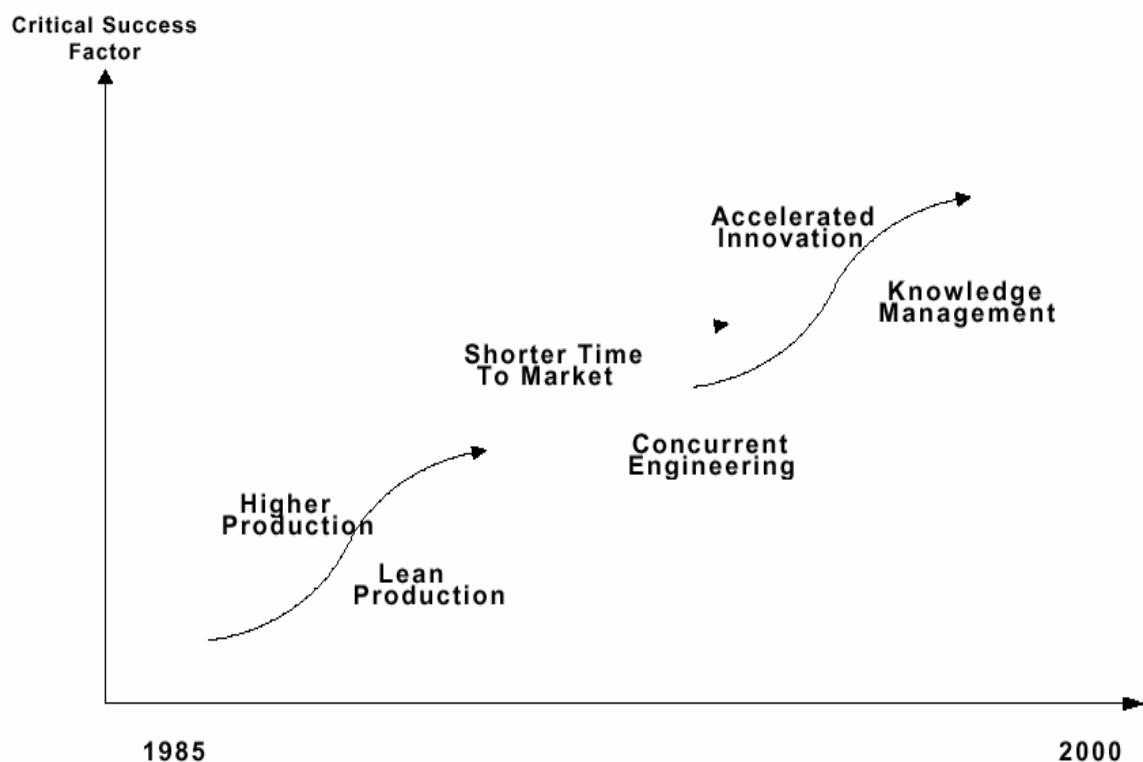 Critical Success
Factor
Accelerated
Innovation
Knowledge
Management
Shorter Time
To Market
Concurrent
Engineering
Higher
Production
Lean
Production
1985
2000